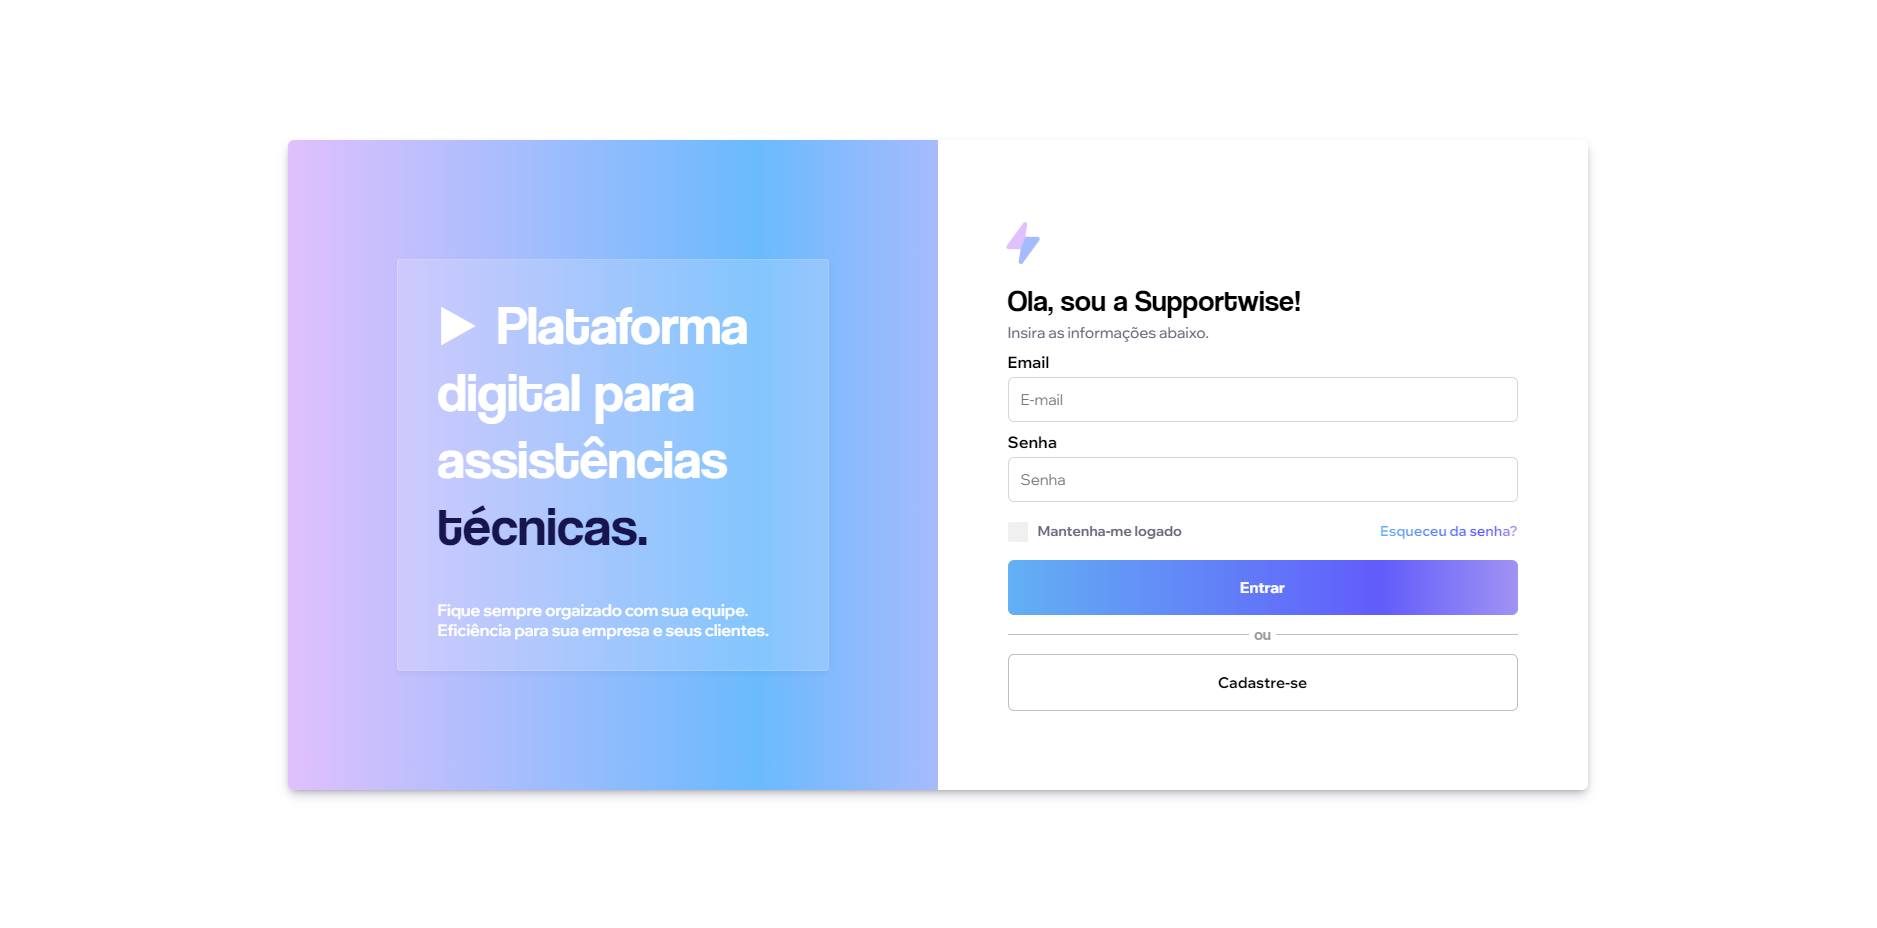 Plataforma
digital para
assistências
técnicas.
Fique sempre orgaizado com sua equipe.
Eficiência para sua empresa e seus clientes.
Ola, sou a Supportwise!
Insira as informações abaixo.
Email
E-mail
Senha
Senha
Mantenha-me logado
Esqueceu da senha?
Entrar
ou
Cadastre-se